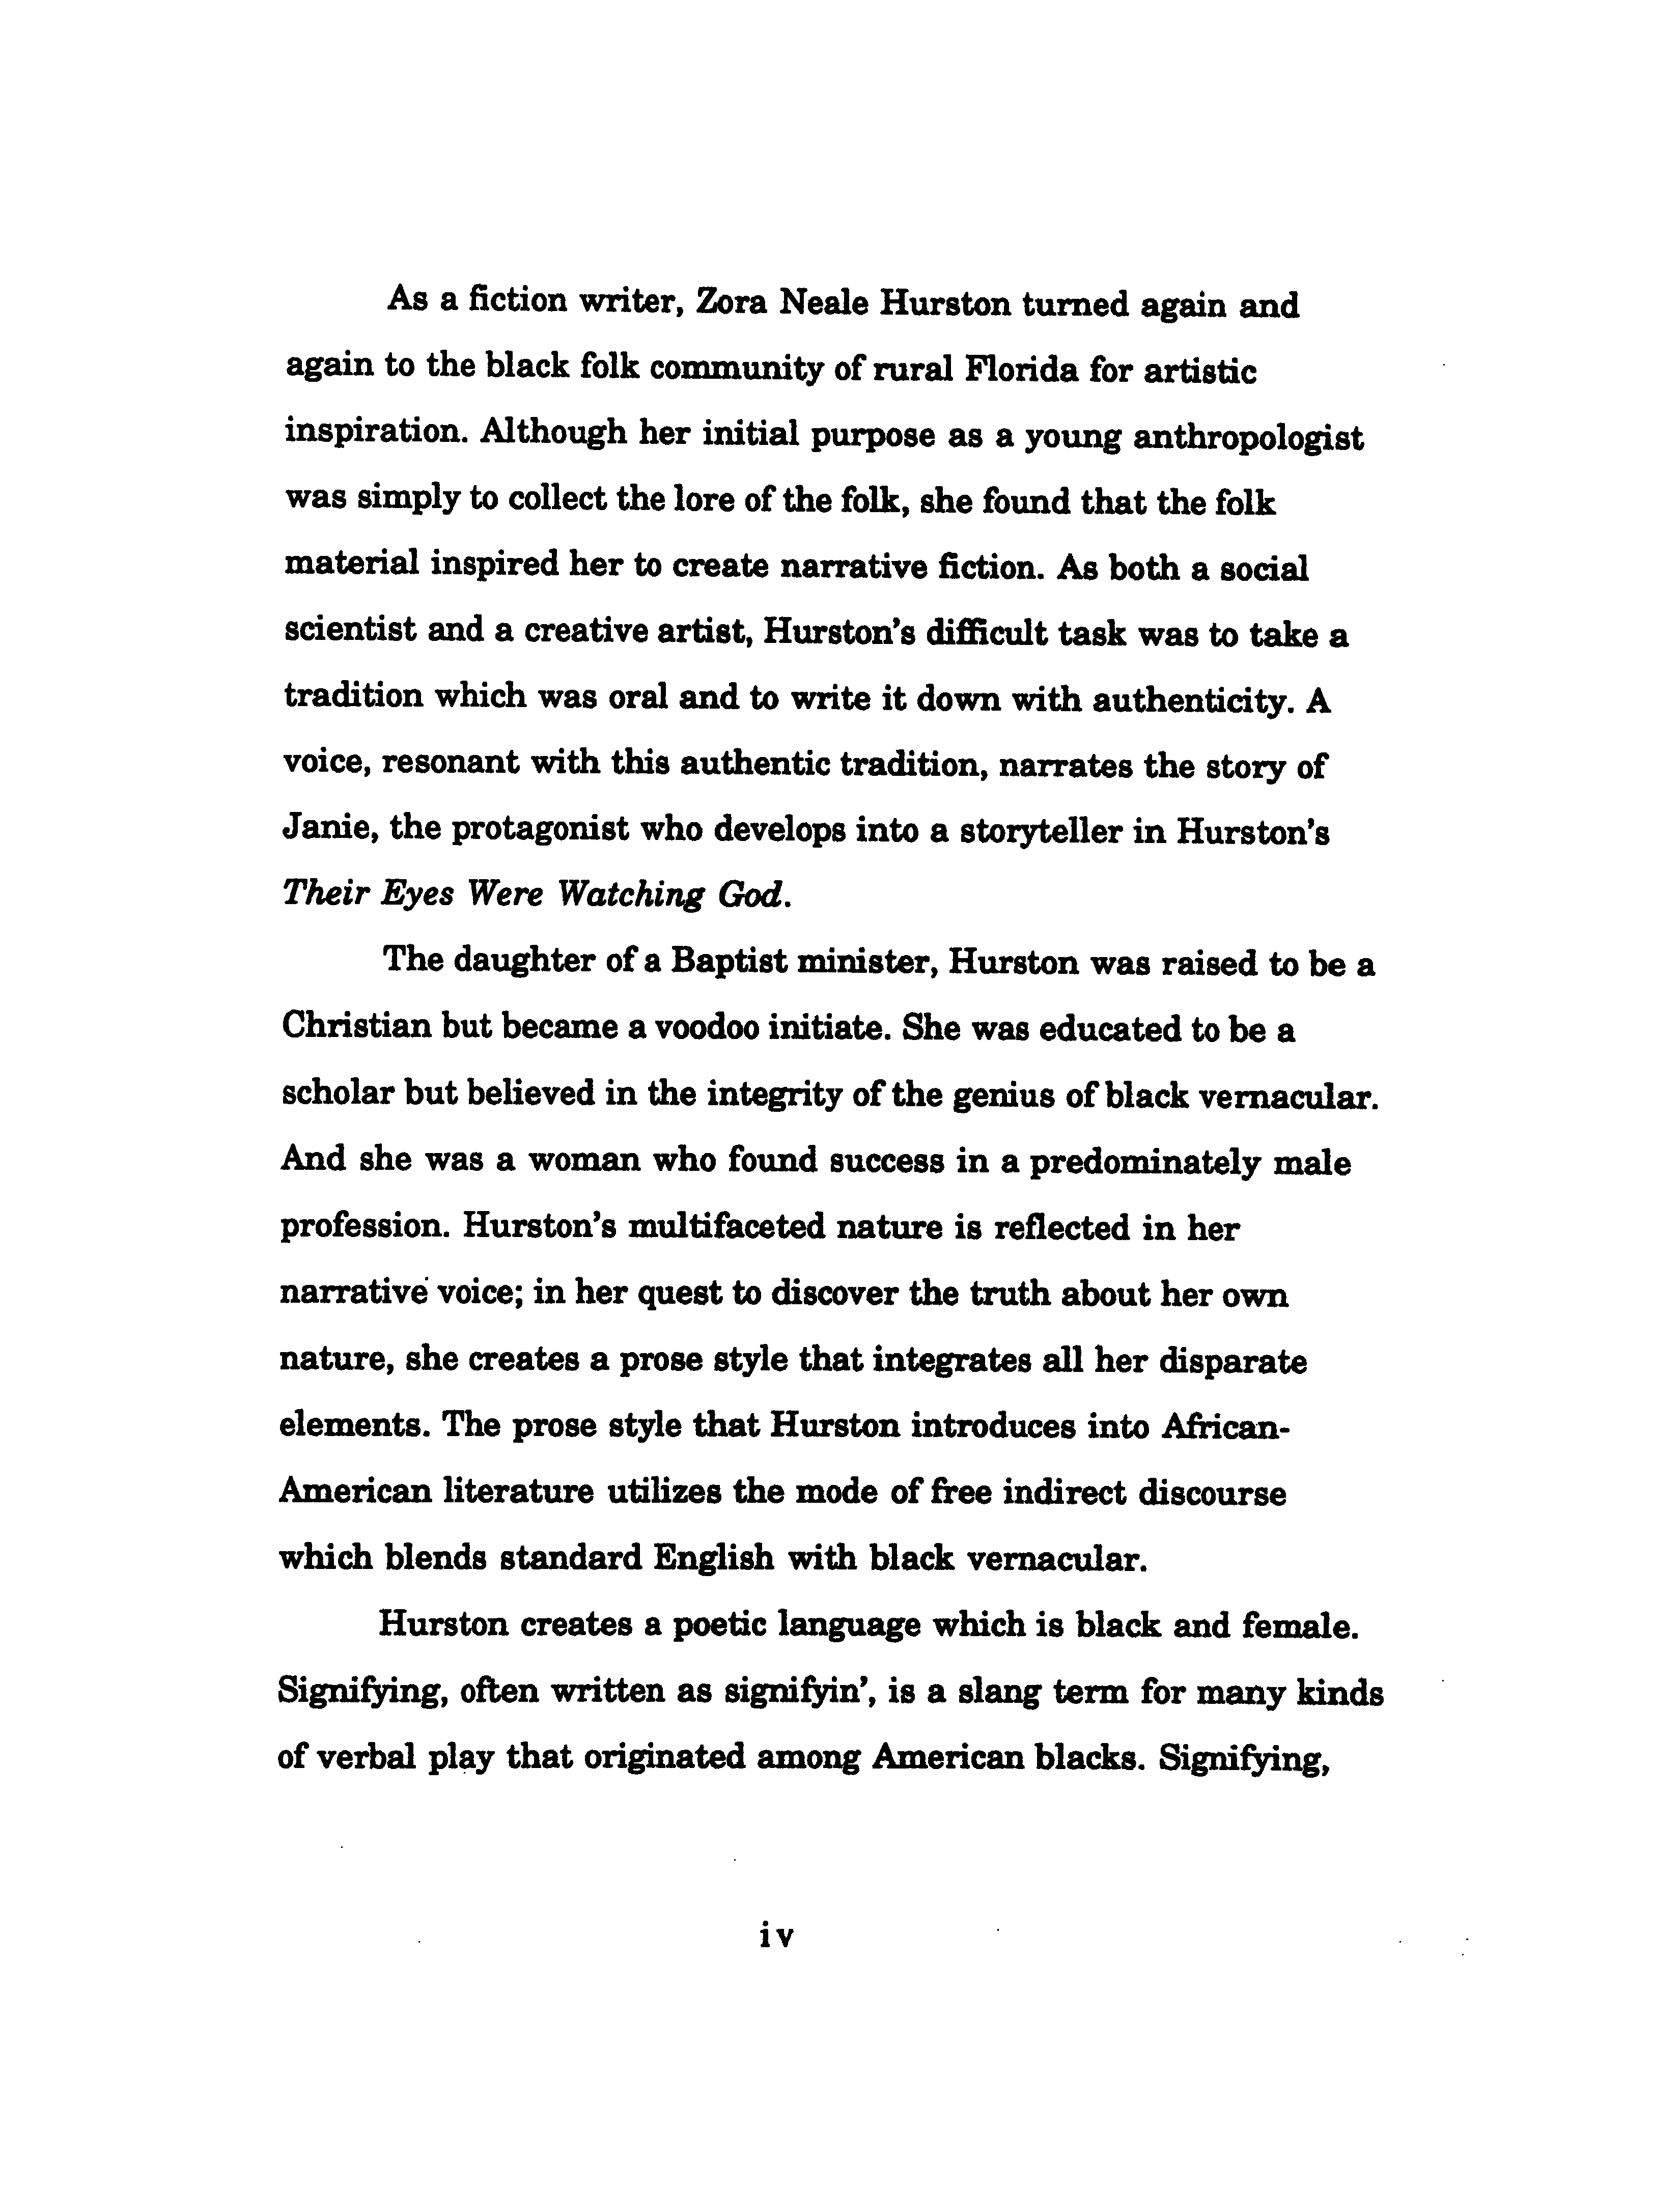 As a fiction writer, Zora Neale Hurston turned again and
again to the black folk community of rural Florida for artistic
inspiration. Although her initial purpose as a young anthropologist
was simply to collect the lore of the folk, she found that the folk
material inspired her to create narrative fiction. As both a social
scientist and a creative artist, Hurston's difficult task was to take a
tradition which was oral and to write it down with authenticity. A
voice, resonant with this authentic tradition, narrates the story of
Janie, the protagonist who develops into a storyteller in Hurston's
Their Eyes Were Watching God.
The daughter of a Baptist minister, Hurston was raised to be a
Christian but became a voodoo initiate. She was educated to be a
scholar but believed in the integrity of the genius of black vernacular.
And she was a woman who found success in a predominately male
profession. Hurston's multifaceted nature is reflected in her
narrative voice; in her quest to discover the truth about her own
nature, she creates a prose style that integrates all her disparate
elements. The prose style that Hurston introduces into African-
American literature utilizes the mode of free indirect discourse
which blends standard English with black vernacular.
Hurston creates a poetic language which is black and female.
Signifying, often written as signifyin', is a slang term for many kinds
of verbal play that originated among American blacks. Signifying,
iv